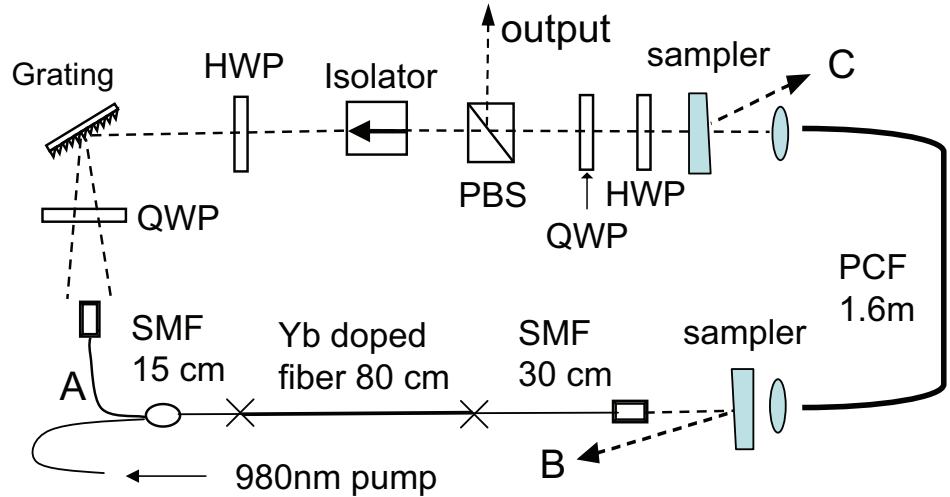 output
sampler
C
Grating
HWP
Isolator
PBS
HWP
QWP
QWP
PCF
1.6m
SMF
15 cm
Yb doped
fiber 80 cm
SMF
30 cm
sampler
A
B
980nm pump